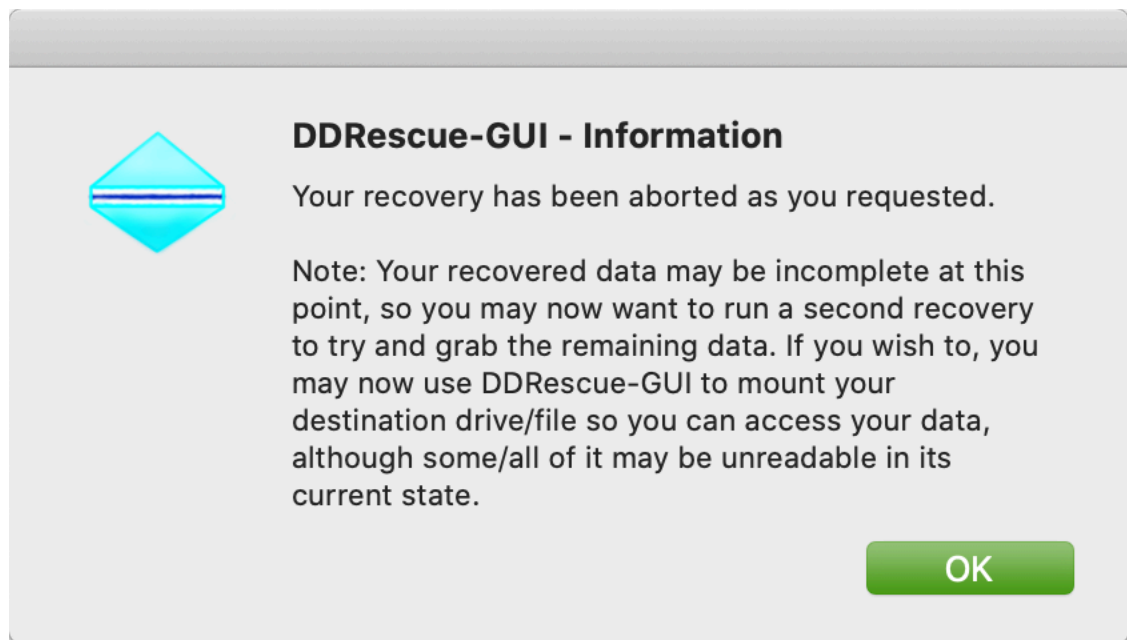 DDRescue-GUI - Information
Your recovery has been aborted as you requested.
Note: Your recovered data may be incomplete at this
point, so you may now want to run a second recovery
to try and grab the remaining data. If you wish to, you
may now use DDRescue-GUI to mount your
destination drive/file so you can access your data,
although some/all of it may be unreadable in its
current state.
OK